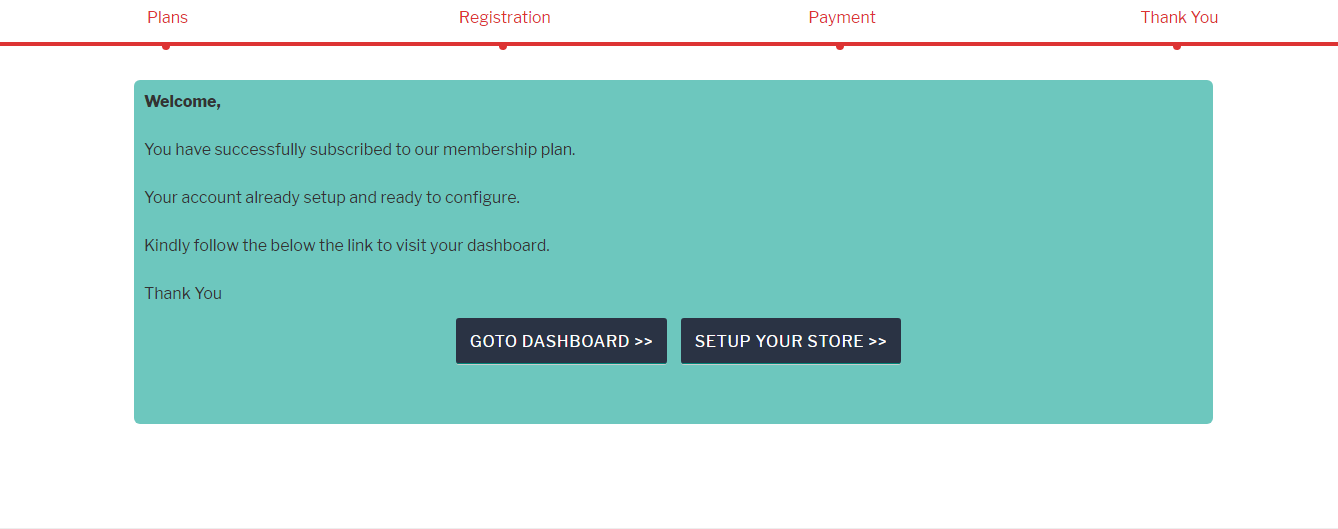 Plans Registration Payment Thank You
Welcome,
You have successfully subscribed to our membership plan.
Your account already setup and ready to configure.
Kindly follow the below the link to visit your dashboard.
Thank You
GOTO DASHBOARD >> SETUP YOUR STORE >>